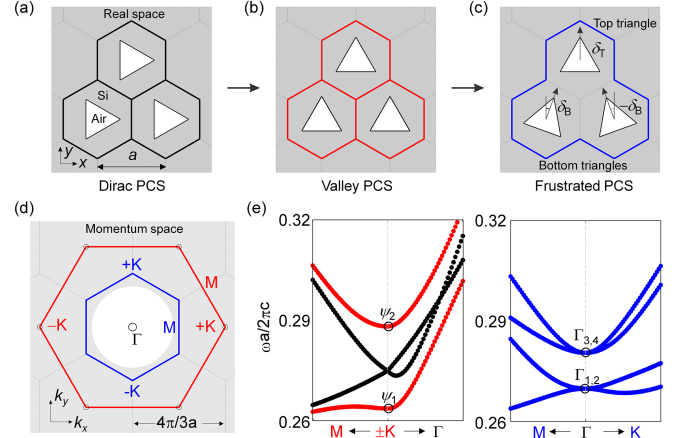 (a)
Real space
Si
Air
y
x
a
Dirac PCS
(b)
Valley PCS
(c)
Top triangle
δT
δB
−δB
Bottom triangles
Frustrated PCS
(d)
Momentum space
+K
M
−K
M
+K
Γ
-K
ky
kx
4π/3a
(e)
ωa/2πc
0.32
0.29
0.26
ψ2
ψ1
M ±K Γ
0.32
0.29
0.26
Γ3,4
Γ1,2
M Γ K